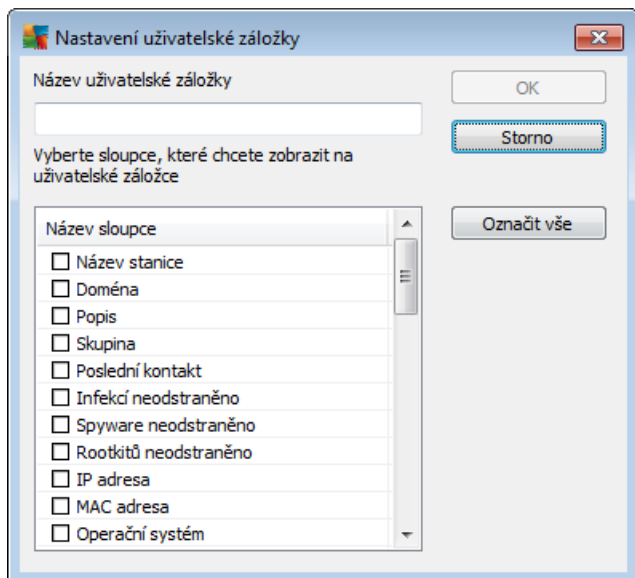 Nastavení uživatelské záložky
Název uživatelské záložky
OK
Storno
Vyberte sloupce, které chcete zobrazit na
uživatelské záložce
Označit vše
Název sloupce
Název stanice
Doména
Popis
Skupina
Poslední kontakt
Infekcí neodstraněno
Spyware neodstraněno
Rootkitů neodstraněno
IP adresa
MAC adresa
Operační systém